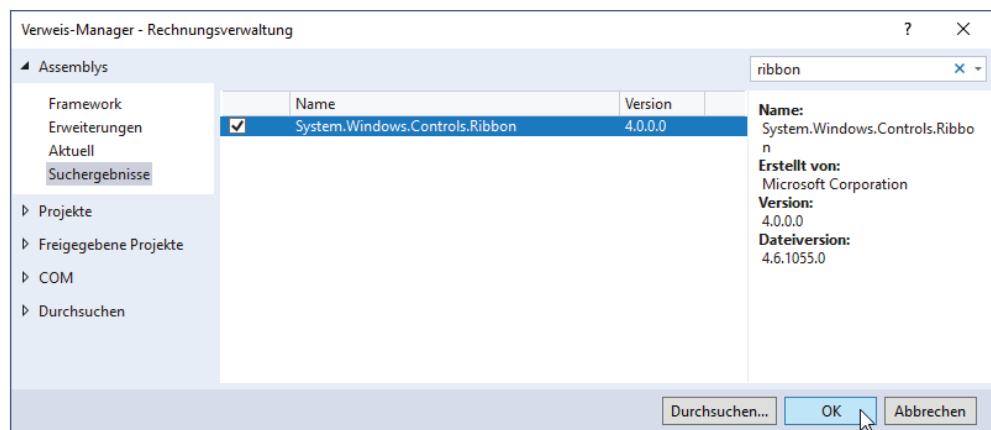 Verweis-Manager - Rechnungsverwaltung
?
Assemblys
ribbon
Framework
Erweiterungen
Aktuell
Suchergebnisse
Projekte
Freigegebene Projekte
COM
Durchsuchen
Name Version
System.Windows.Controls.Ribbon 4.0.0.0
Name:
System.Windows.Controls.Ribbo
n
Erstellt von:
Microsoft Corporation
Version:
4.0.0.0
Dateiversion:
4.6.1055.0
Durchsuchen... OK Abbrechen